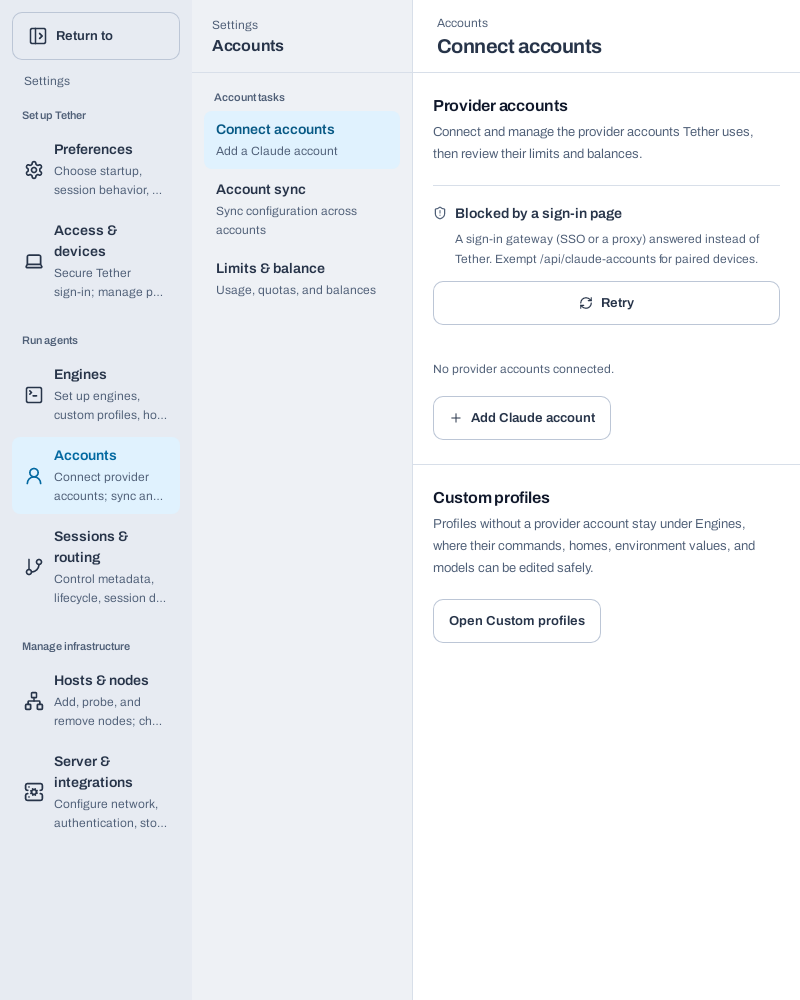 Return to
Settings
Set up Tether
Preferences
Choose startup,
session behavior, ...
Access &
devices
Secure Tether
sign-in; manage p...
Run agents
Engines
Set up engines,
custom profiles, ho...
Accounts
Connect provider
accounts; sync an...
Sessions &
routing
Control metadata,
lifecycle, session d...
Manage infrastructure
Hosts & nodes
Add, probe, and
remove nodes; ch...
Server &
integrations
Configure network,
authentication, sto...
Settings
Accounts
Account tasks
Connect accounts
Add a Claude account
Account sync
Sync configuration across
accounts
Limits & balance
Usage, quotas, and balances
Accounts
Connect accounts
Provider accounts
Connect and manage the provider accounts Tether uses,
then review their limits and balances.
Blocked by a sign-in page
A sign-in gateway (SSO or a proxy) answered instead of
Tether. Exempt /api/claude-accounts for paired devices.
Retry
No provider accounts connected.
Add Claude account
Custom profiles
Profiles without a provider account stay under Engines,
where their commands, homes, environment values, and
models can be edited safely.
Open Custom profiles